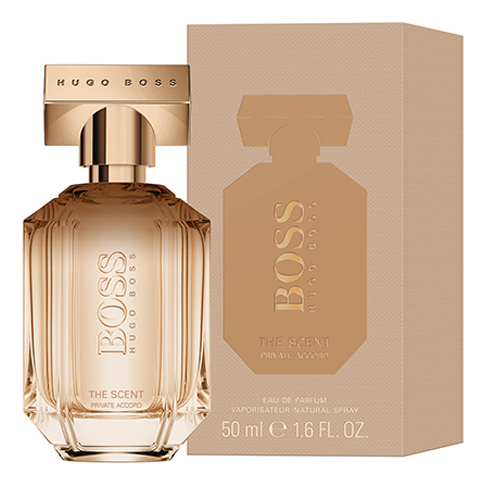 HUGO BOSS
BOSS
HUGO BOSS
THE SCENT
PRIVATE ACCORD
BOSS
HUGO BOSS
THE SCENT
PRIVATE ACCORD
EAU DE PARFUM
VAPORISATEUR NATURAL SPRAY
50 ml ℮ 1.6 FL. OZ.